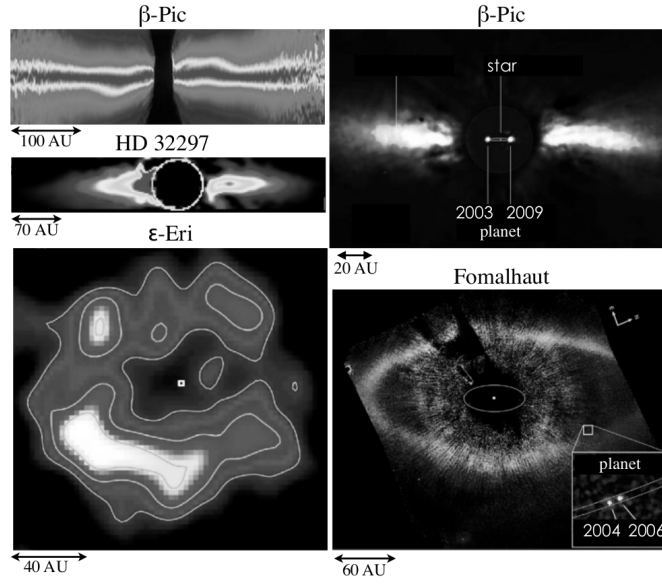 β-Pic
100 AU
HD 32297
70 AU
ε-Eri
40 AU
β-Pic
star
2003
2009
planet
20 AU
Fomalhaut
planet
2004
2006
60 AU